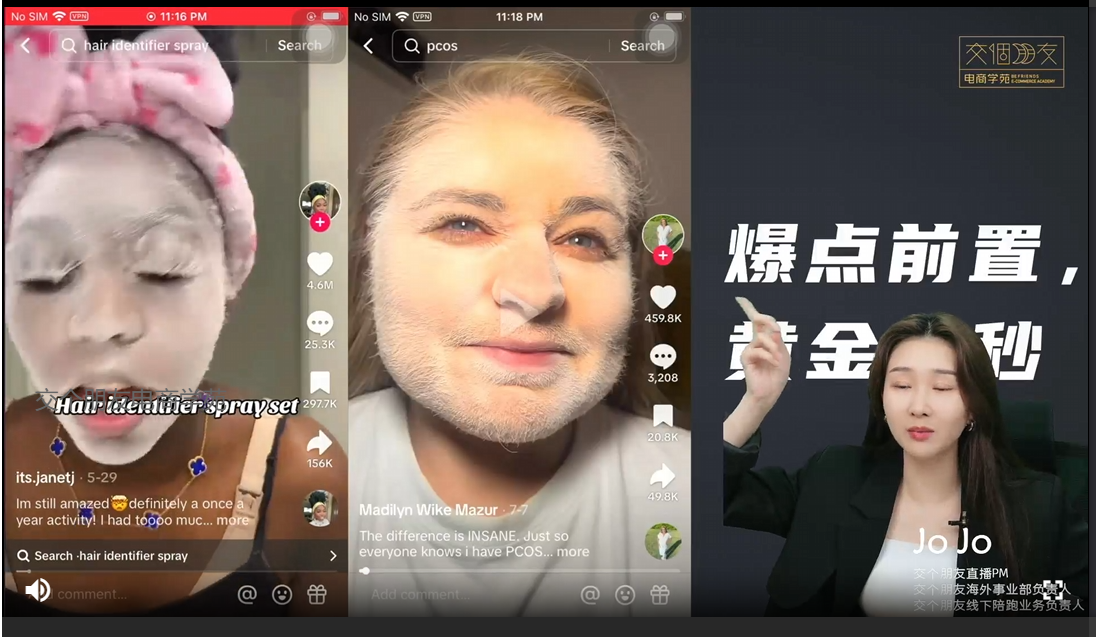 No SIM VPN 11:16 PM
hair identifier spray Search
4.6M
25.3K
297.7K
156K
Hair identifier spray set
its.janetj · 5-29
Im still amazed🤯definitely a once a
year activity! I had toooo muc... more
Search · hair identifier spray
comment...
No SIM VPN 11:18 PM
pcos Search
459.8K
3,208
20.8K
49.8K
Madilyn Wike Mazur · 7-7
The difference is INSANE. Just so
everyone knows i have PCOS... more
Add comment...
交個朋友
电商学苑 BEFRIENDS
E-COMMERCE ACADEMY
爆点前置，
黄金 秒
Jo Jo
交个朋友直播PM
交个朋友海外事业部负责人
交个朋友线下陪跑业务负责人